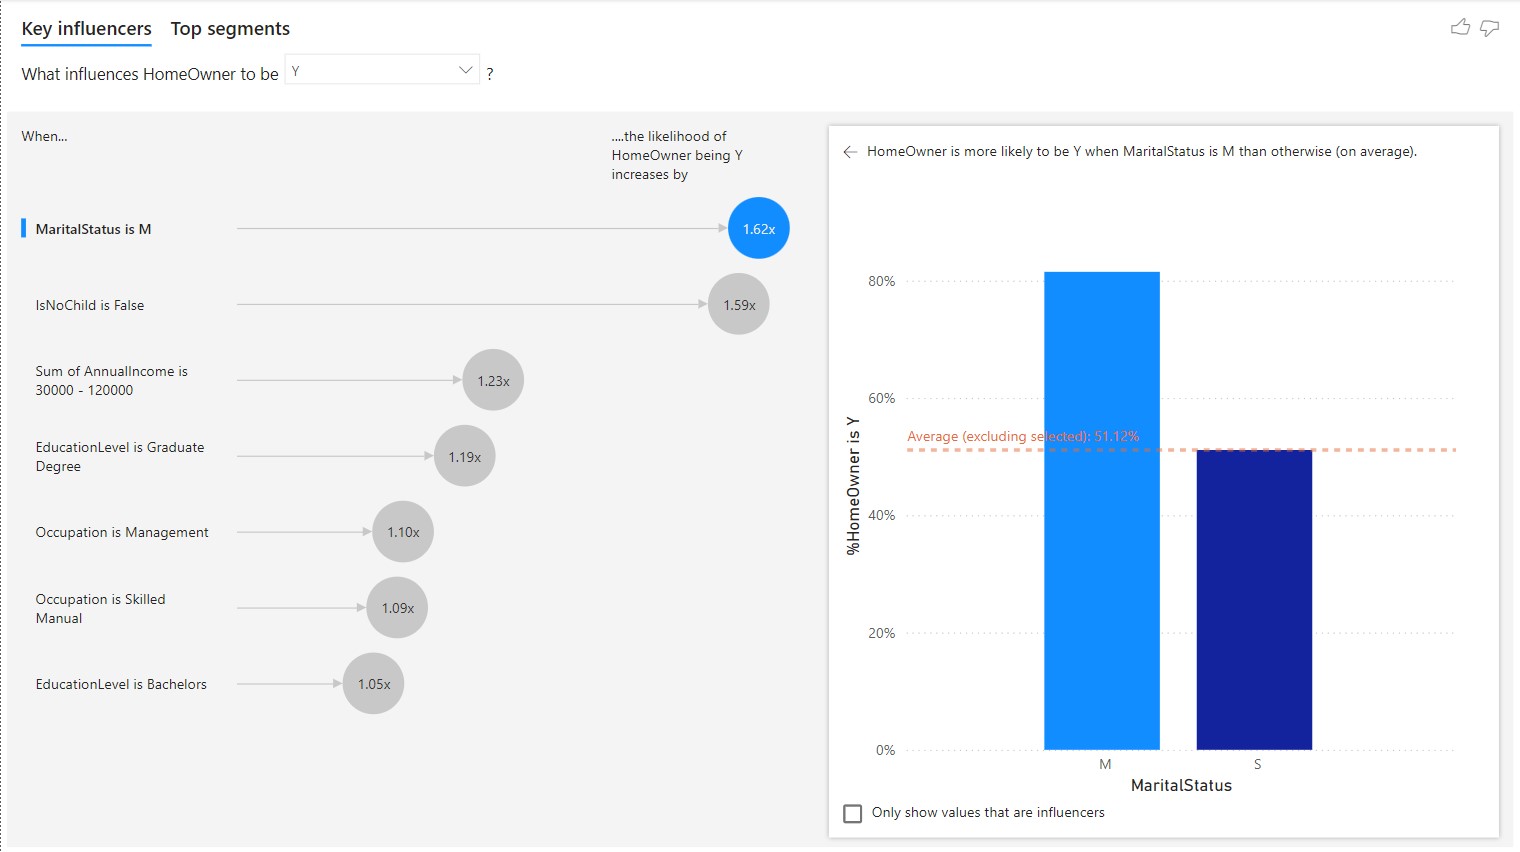 Key influencers Top segments
What influences HomeOwner to be Y ?
When...
....the likelihood of
HomeOwner being Y
increases by
MaritalStatus is M
1.62x
IsNoChild is False
1.59x
Sum of AnnualIncome is
30000 - 120000
1.23x
EducationLevel is Graduate
Degree
1.19x
Occupation is Management
1.10x
Occupation is Skilled
Manual
1.09x
EducationLevel is Bachelors
1.05x
← HomeOwner is more likely to be Y when MaritalStatus is M than otherwise (on average).
80%
60%
Average (excluding selected): 51.12%
40%
20%
0%
%HomeOwner is Y
M S
MaritalStatus
Only show values that are influencers